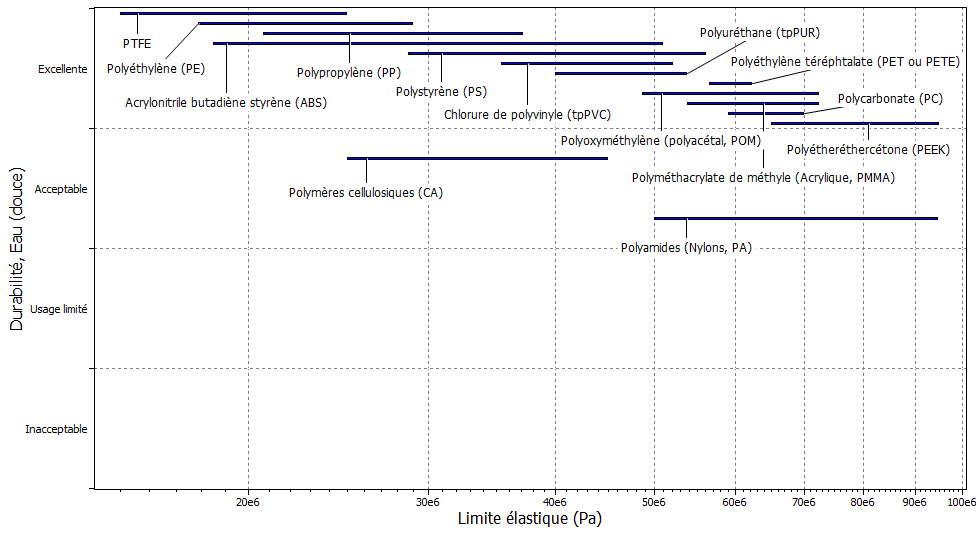 Durabilité, Eau (douce)
Excellente
Acceptable
Usage limité
Inacceptable
PTFE
Polyuréthane (tpPUR)
Polyéthylène (PE)
Polypropylène (PP)
Polyéthylène téréphtalate (PET ou PETE)
Acrylonitrile butadiène styrène (ABS)
Polystyrène (PS)
Polycarbonate (PC)
Chlorure de polyvinyle (tpPVC)
Polyoxyméthylène (polyacétal, POM)
Polyétheréthercétone (PEEK)
Polyméthacrylate de méthyle (Acrylique, PMMA)
Polymères cellulosiques (CA)
Polyamides (Nylons, PA)
20e6 30e6 40e6 50e6 60e6 70e6 80e6 90e6 100e6
Limite élastique (Pa)